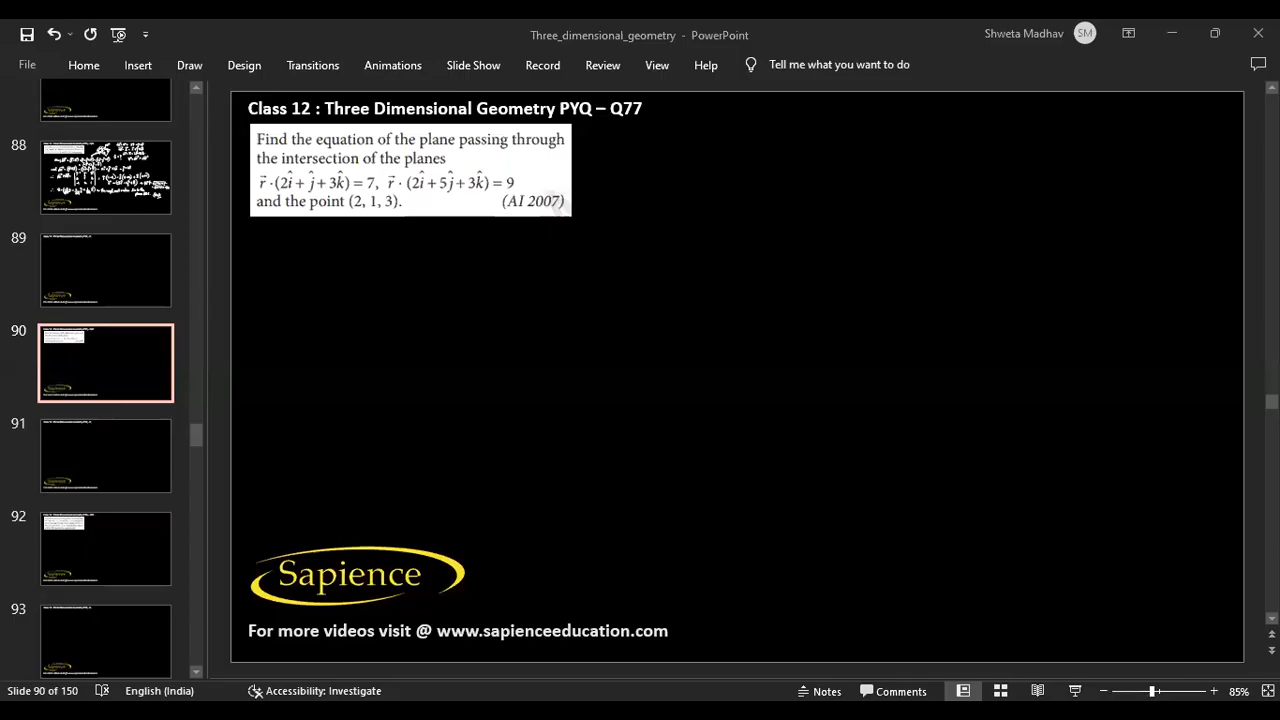 Three_dimensional_geometry - PowerPoint
Shweta Madhav
SM
File Home Insert Draw Design Transitions Animations Slide Show Record Review View Help Tell me what you want to do
88
89
90
91
92
93
Class 12 : Three Dimensional Geometry PYQ – Q77
Find the equation of the plane passing through
the intersection of the planes
r⃗ · (2î + ĵ + 3k̂) = 7, r⃗ · (2î + 5ĵ + 3k̂) = 9
and the point (2, 1, 3). (AI 2007)
Sapience
For more videos visit @ www.sapienceeducation.com
Slide 90 of 150 English (India) Accessibility: Investigate Notes Comments 85%